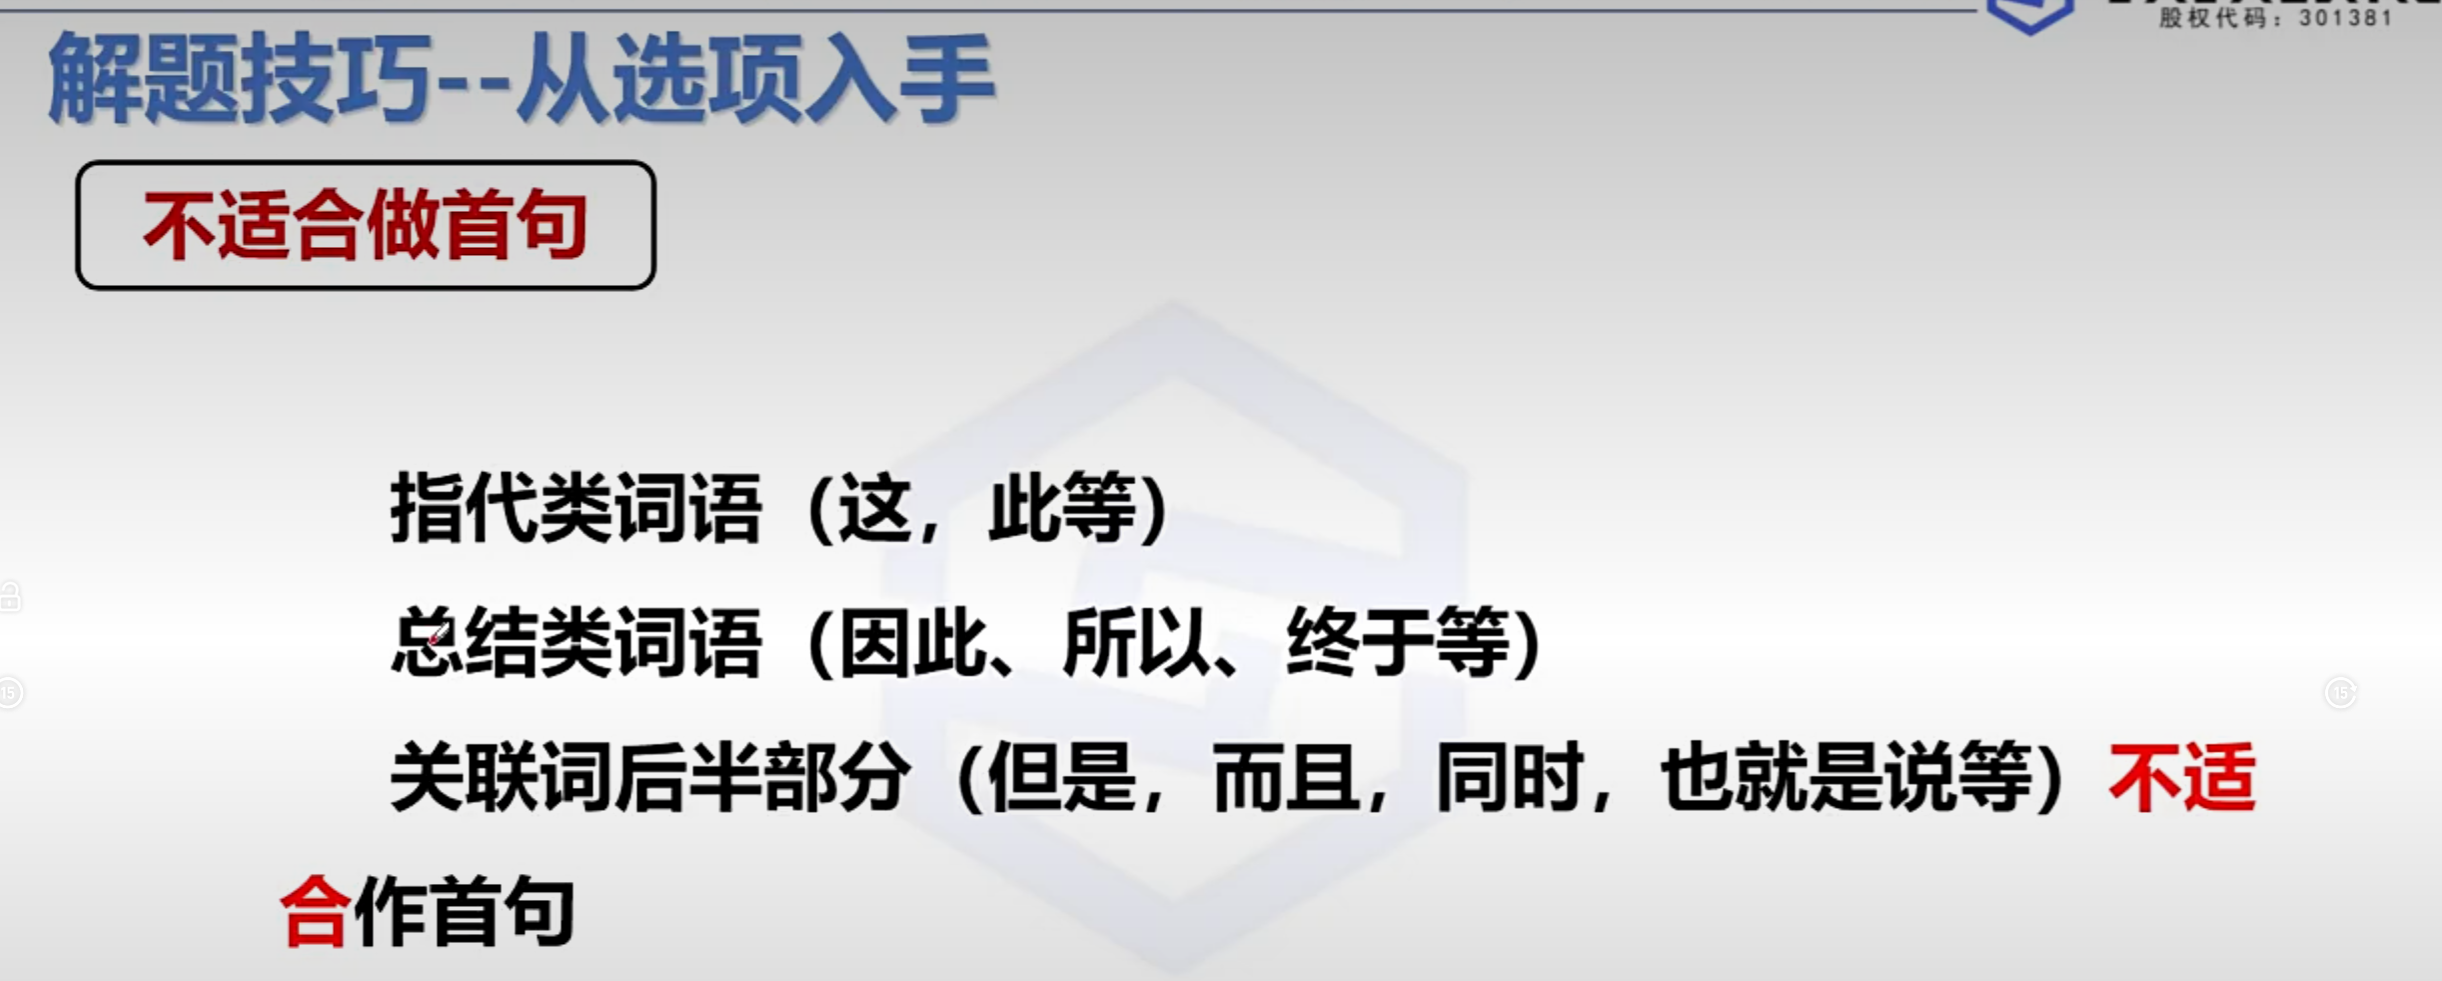 股权代码：301381
解题技巧--从选项入手
不适合做首句
指代类词语（这，此等）
总结类词语（因此、所以、终于等）
关联词后半部分（但是，而且，同时，也就是说等）不适
合作首句
15
15